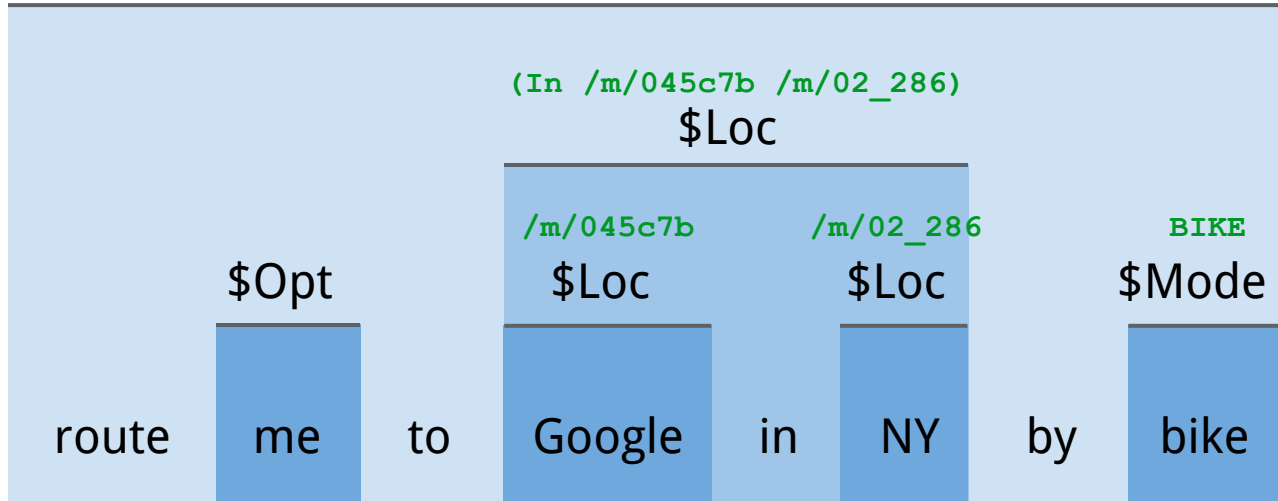 (In /m/045c7b /m/02_286)
$Loc
/m/045c7b /m/02_286 BIKE
$Opt $Loc $Loc $Mode
route me to Google in NY by bike